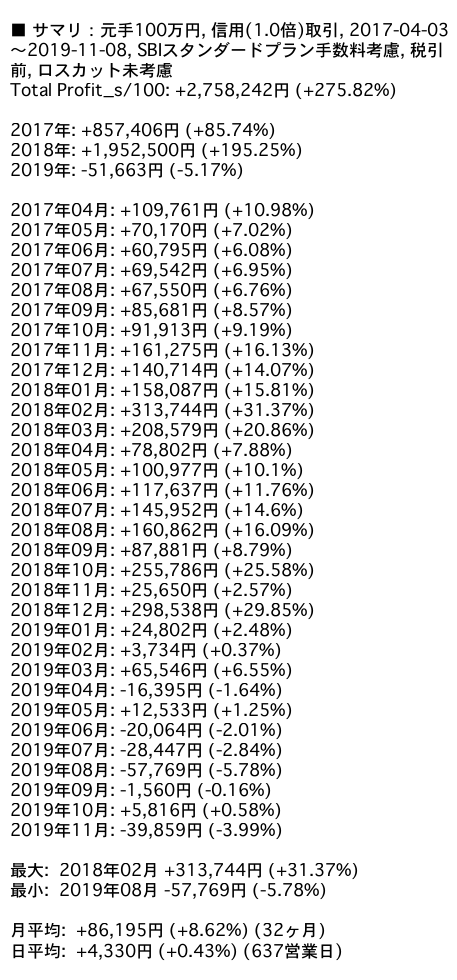 ■ サマリ：元手100万円, 信用(1.0倍)取引, 2017-04-03
〜2019-11-08, SBIスタンダードプラン手数料考慮, 税引
前, ロスカット未考慮
Total Profit_s/100: +2,758,242円 (+275.82%)
2017年: +857,406円 (+85.74%)
2018年: +1,952,500円 (+195.25%)
2019年: -51,663円 (-5.17%)
2017年04月: +109,761円 (+10.98%)
2017年05月: +70,170円 (+7.02%)
2017年06月: +60,795円 (+6.08%)
2017年07月: +69,542円 (+6.95%)
2017年08月: +67,550円 (+6.76%)
2017年09月: +85,681円 (+8.57%)
2017年10月: +91,913円 (+9.19%)
2017年11月: +161,275円 (+16.13%)
2017年12月: +140,714円 (+14.07%)
2018年01月: +158,087円 (+15.81%)
2018年02月: +313,744円 (+31.37%)
2018年03月: +208,579円 (+20.86%)
2018年04月: +78,802円 (+7.88%)
2018年05月: +100,977円 (+10.1%)
2018年06月: +117,637円 (+11.76%)
2018年07月: +145,952円 (+14.6%)
2018年08月: +160,862円 (+16.09%)
2018年09月: +87,881円 (+8.79%)
2018年10月: +255,786円 (+25.58%)
2018年11月: +25,650円 (+2.57%)
2018年12月: +298,538円 (+29.85%)
2019年01月: +24,802円 (+2.48%)
2019年02月: +3,734円 (+0.37%)
2019年03月: +65,546円 (+6.55%)
2019年04月: -16,395円 (-1.64%)
2019年05月: +12,533円 (+1.25%)
2019年06月: -20,064円 (-2.01%)
2019年07月: -28,447円 (-2.84%)
2019年08月: -57,769円 (-5.78%)
2019年09月: -1,560円 (-0.16%)
2019年10月: +5,816円 (+0.58%)
2019年11月: -39,859円 (-3.99%)
最大: 2018年02月 +313,744円 (+31.37%)
最小: 2019年08月 -57,769円 (-5.78%)
月平均: +86,195円 (+8.62%) (32ヶ月)
日平均: +4,330円 (+0.43%) (637営業日)